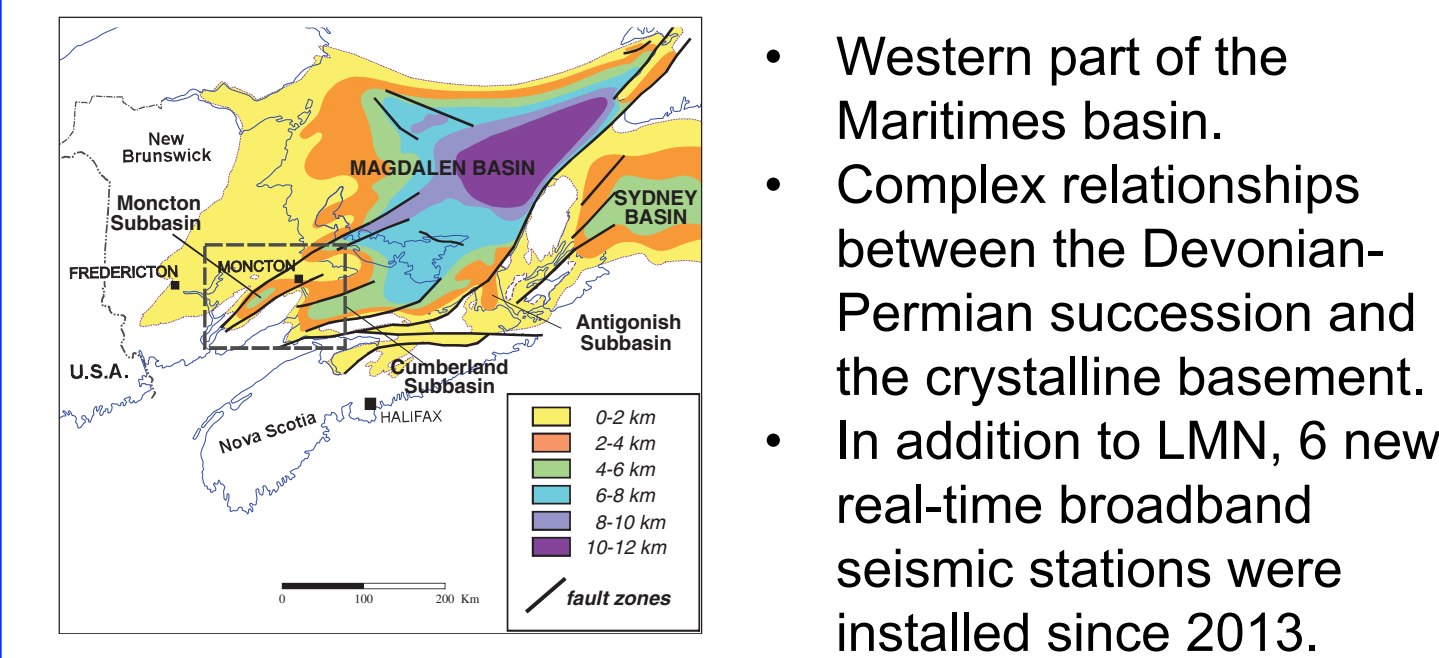 New
Brunswick
MAGDALEN BASIN
Moncton
Subbasin
SYDNEY
BASIN
FREDERICTON
MONCTON
Antigonish
Subbasin
U.S.A.
Cumberland
Subbasin
HALIFAX
Nova Scotia
0-2 km
2-4 km
4-6 km
6-8 km
8-10 km
10-12 km
fault zones
0 100 200 Km
• Western part of the
Maritimes basin.
• Complex relationships
between the Devonian-
Permian succession and
the crystalline basement.
• In addition to LMN, 6 new
real-time broadband
seismic stations were
installed since 2013.